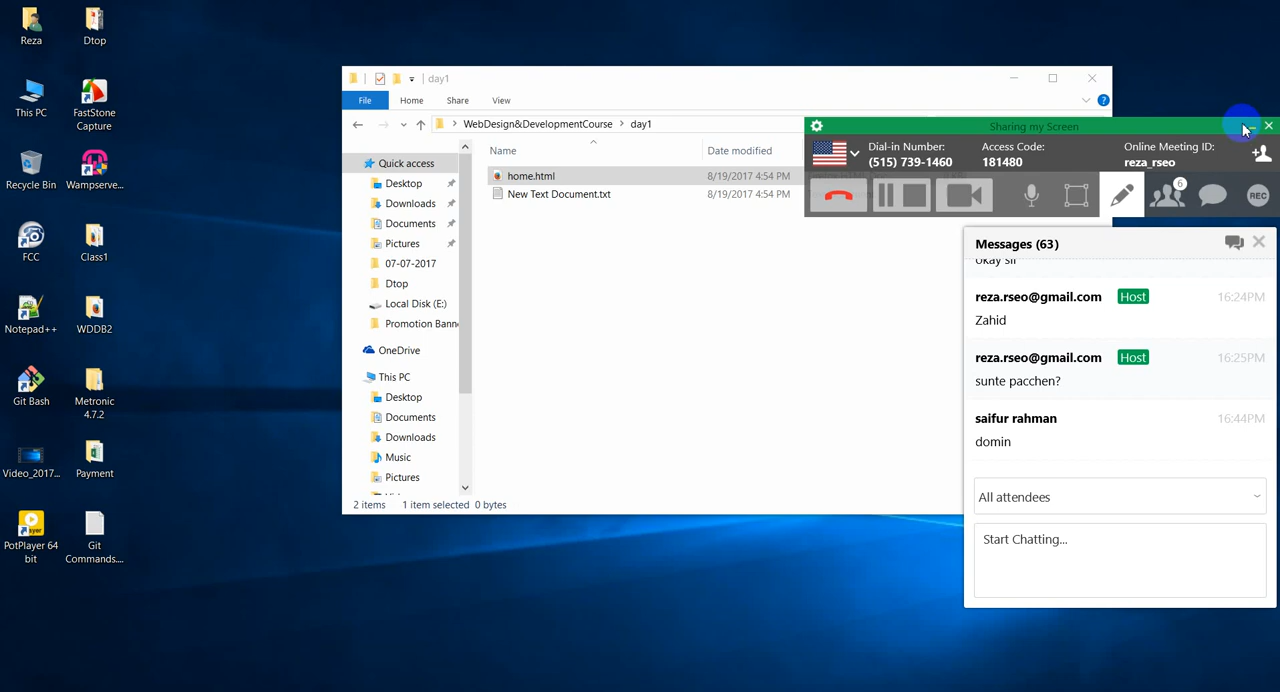 Reza
Dtop
This PC
FastStone
Capture
Recycle Bin
Wampserve...
FCC
Class1
Notepad++
WDDB2
Git Bash
Metronic
4.7.2
Video_2017...
Payment
PotPlayer 64
bit
Git
Commands....
day1
File
Home
Share
View
WebDesign&DevelopmentCourse
day1
Quick access
Desktop
Downloads
Documents
Pictures
07-07-2017
Dtop
Local Disk (E:)
Promotion Bann
OneDrive
This PC
Desktop
Documents
Downloads
Music
Pictures
Name
Date modified
home.html
8/19/2017 4:54 PM
New Text Document.txt
8/19/2017 4:54 PM
2 items
1 item selected 0 bytes
Sharing my Screen
Dial-in Number:
(515) 739-1460
Access Code:
181480
Online Meeting ID:
reza_rseo
6
REC
Messages (63)
okay sir
reza.rseo@gmail.com Host 16:24PM
Zahid
reza.rseo@gmail.com Host 16:25PM
sunte pacchen?
saifur rahman 16:44PM
domin
All attendees
Start Chatting...